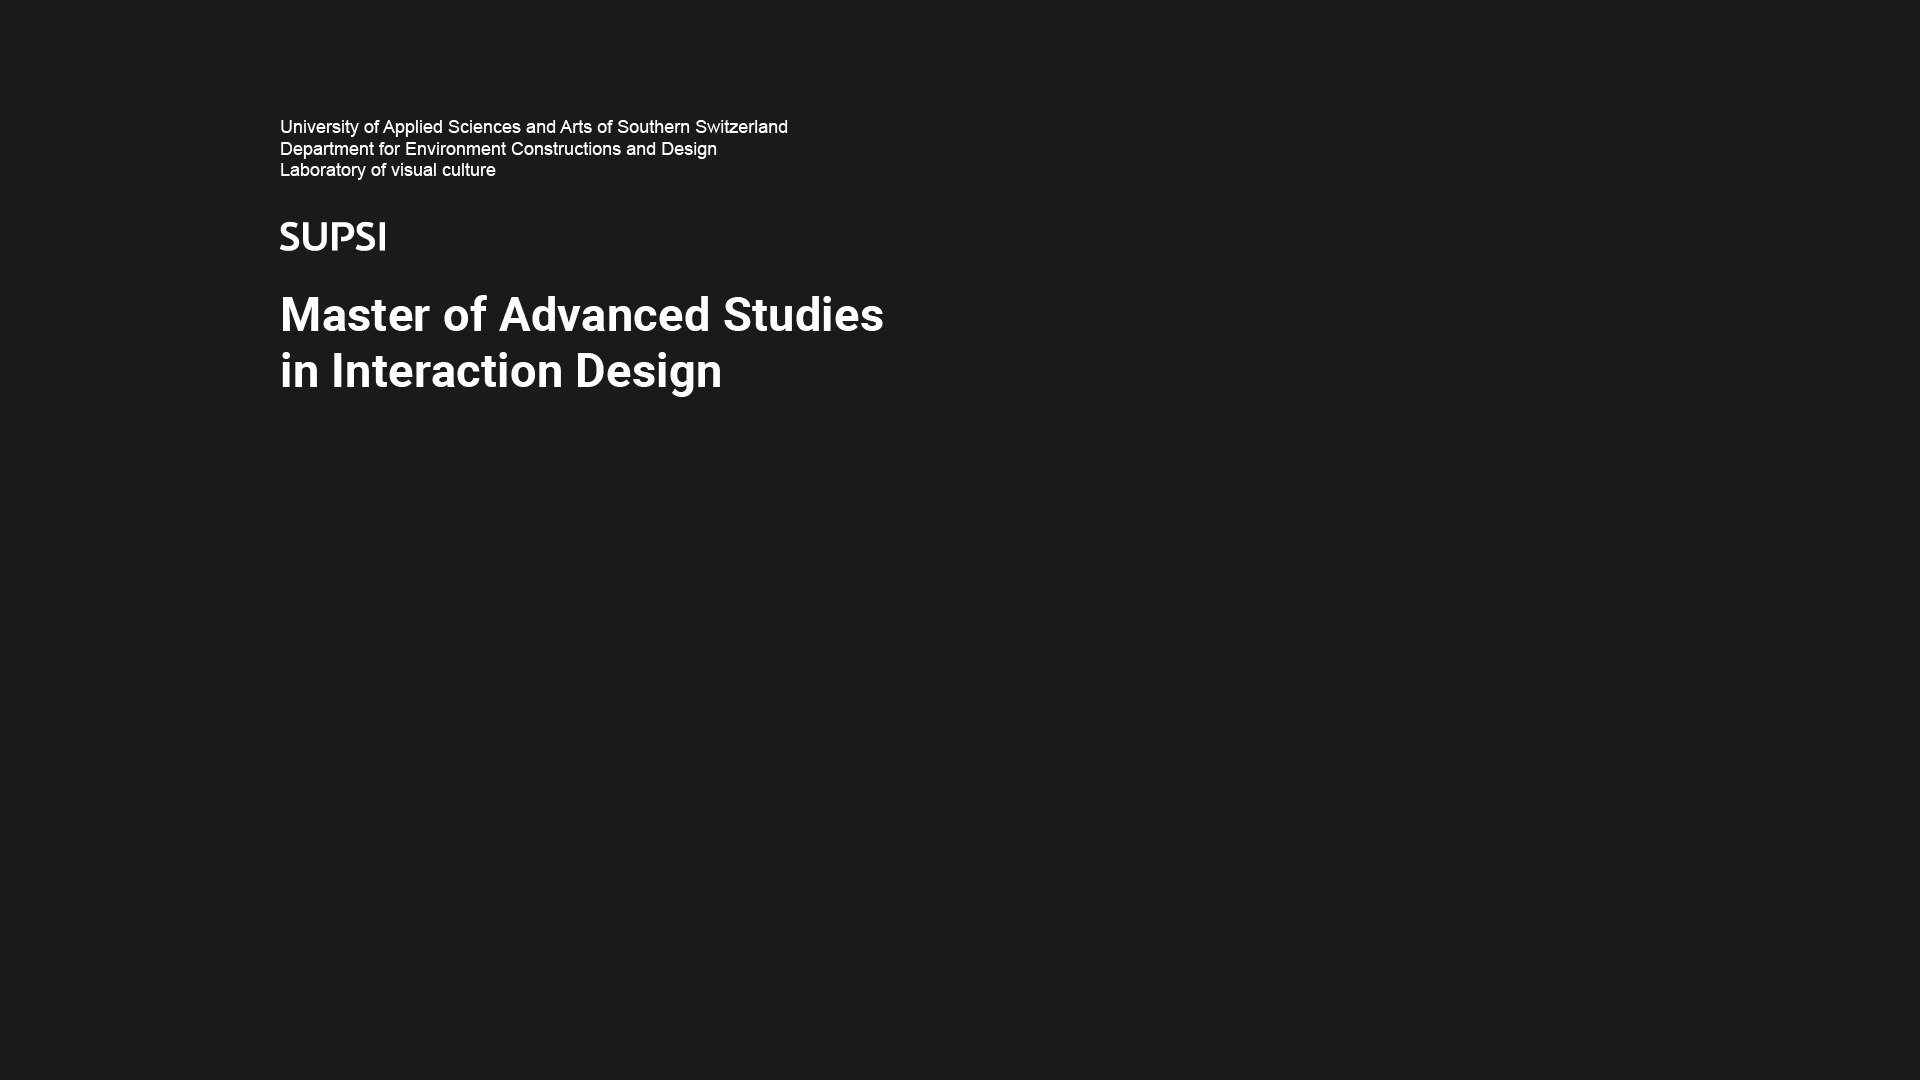 University of Applied Sciences and Arts of Southern Switzerland
Department for Environment Constructions and Design
Laboratory of visual culture
SUPSI
Master of Advanced Studies
in Interaction Design